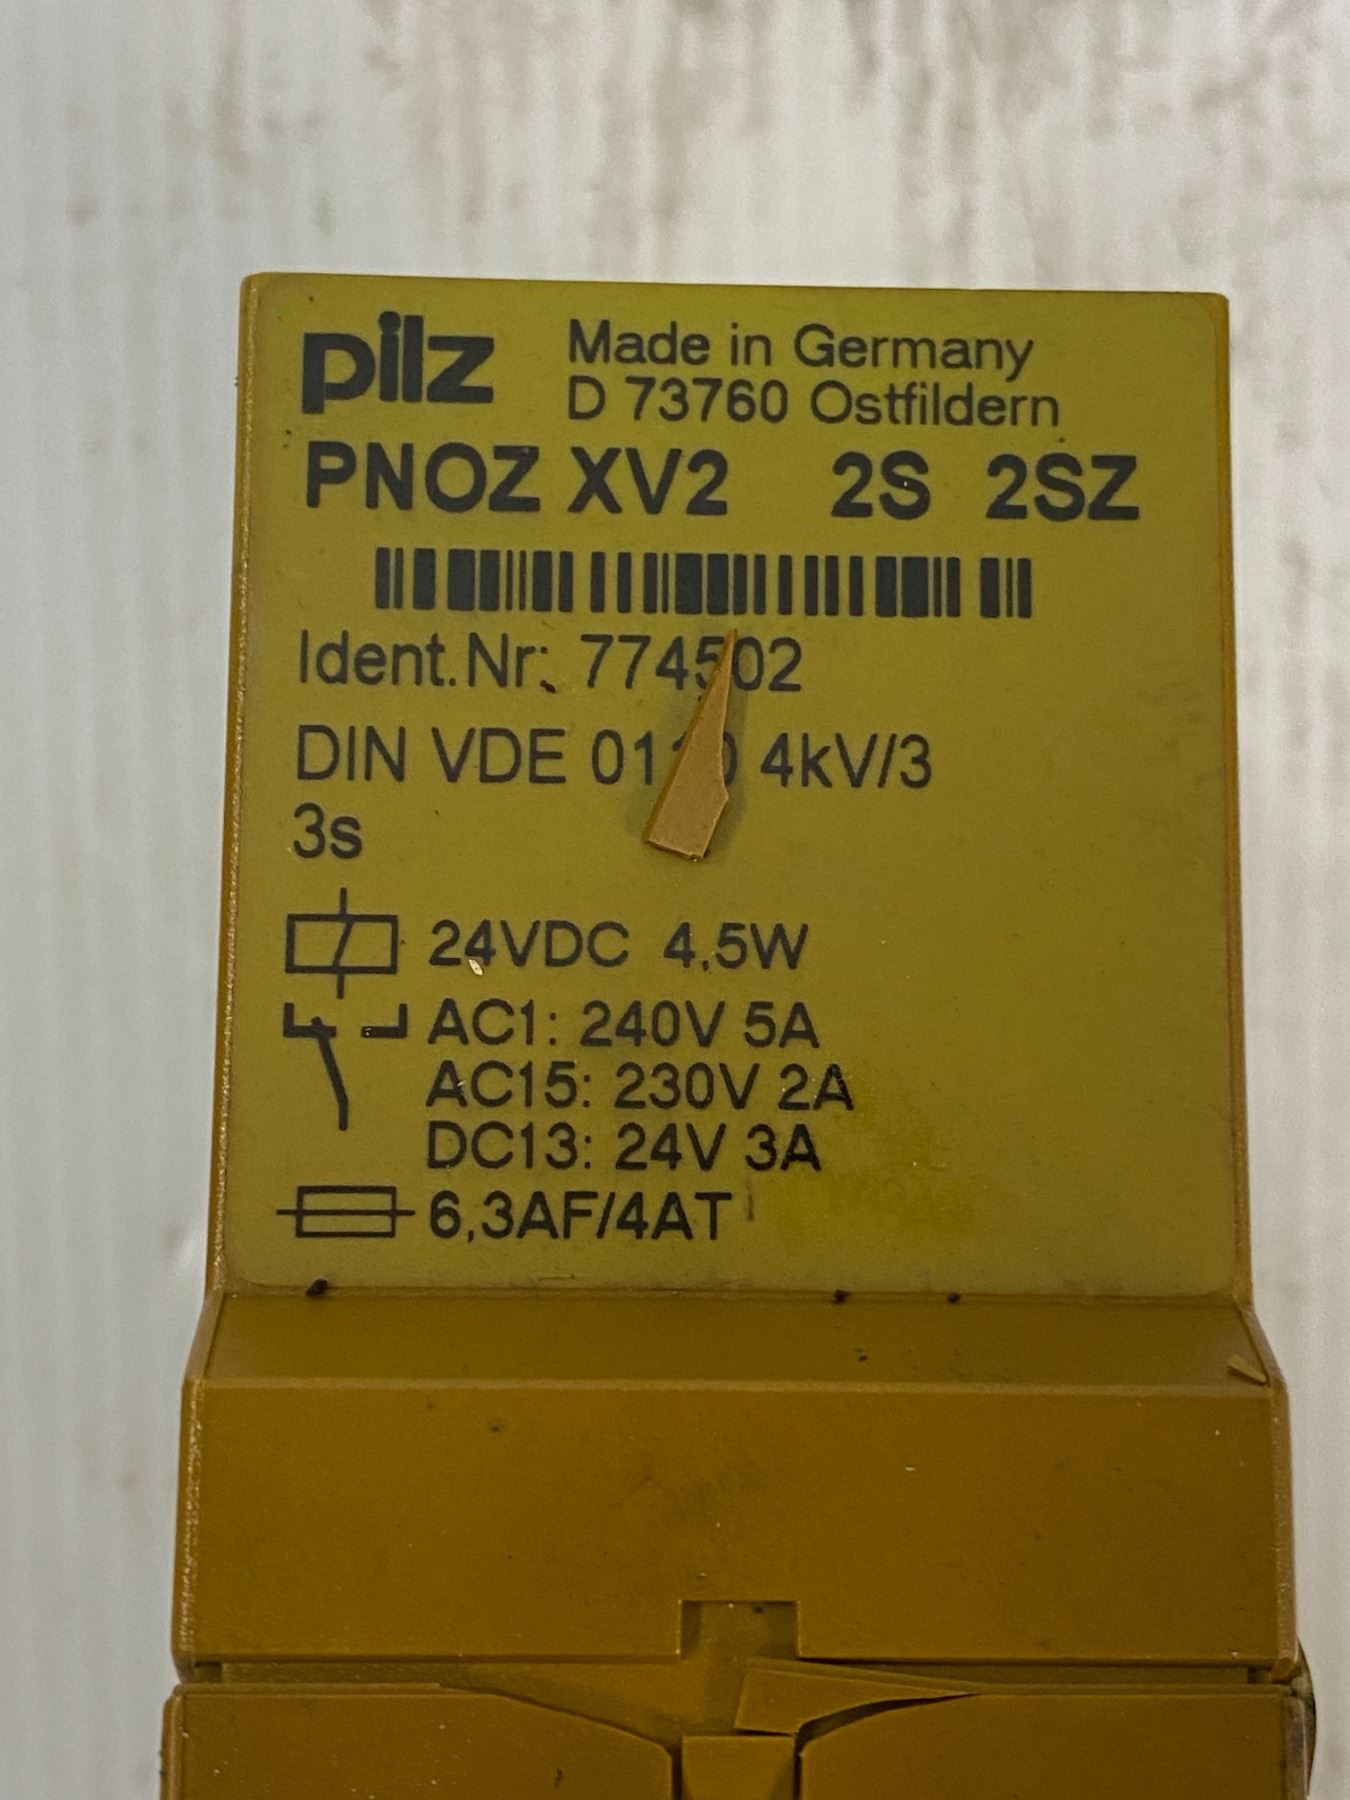 pilz
Made in Germany
D 73760 Ostfildern
PNOZ XV2 2S 2SZ
Ident.Nr: 774502
DIN VDE 4kV/3
3s
24VDC 4,5W
AC1: 240V 5A
AC15: 230V 2A
DC13: 24V 3A
6,3AF/4AT